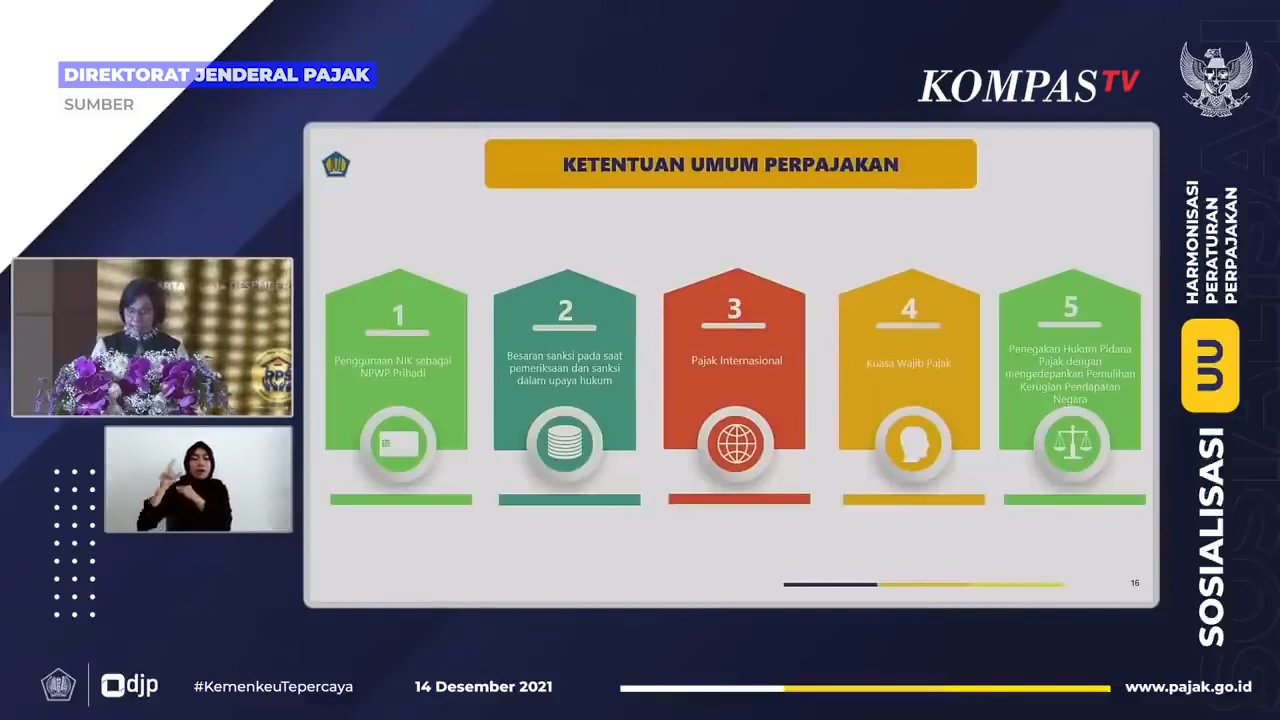 DIREKTORAT JENDERAL PAJAK
SUMBER
KOMPAS TV
KETENTUAN UMUM PERPAJAKAN
1
Penggunaan NIK sebagai
NPWP Pribadi
2
Besaran sanksi pada saat
pemeriksaan dan sanksi
dalam upaya hukum
3
Pajak Internasional
4
Kuasa Wajib Pajak
5
Penegakan Hukum Pidana
Pajak dengan
mengedepankan Pemulihan
Kerugian Pendapatan
Negara
16
SOSIALISASI
UU
HARMONISASI
PERATURAN
PERPAJAKAN
djp
#KemenkeuTepercaya
14 Desember 2021
www.pajak.go.id